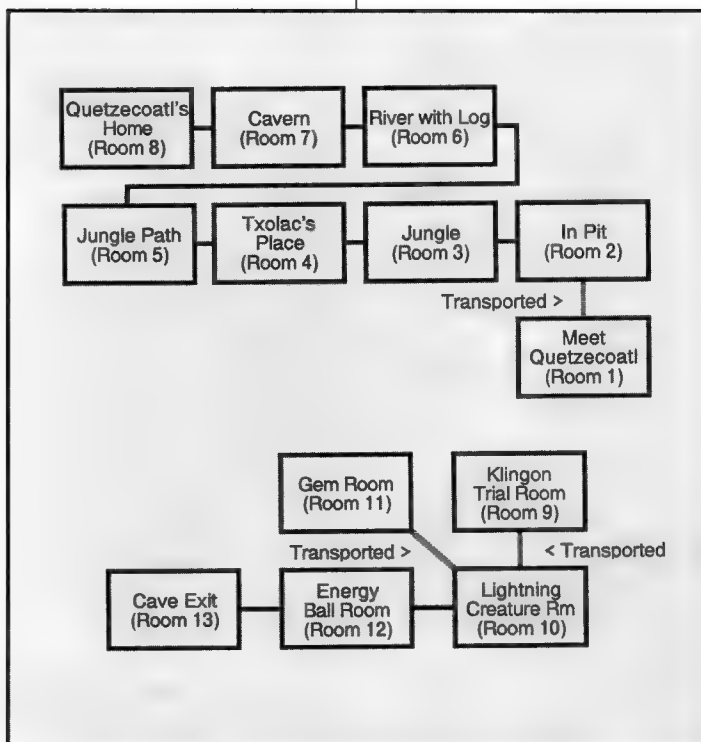 Quetzecoatl's
Home
(Room 8)
Cavern
(Room 7)
River with Log
(Room 6)
Jungle Path
(Room 5)
Txolac's
Place
(Room 4)
Jungle
(Room 3)
In Pit
(Room 2)
Transported >
Meet
Quetzecoatl
(Room 1)
Gem Room
(Room 11)
Klingon
Trial Room
(Room 9)
Transported >
< Transported
Cave Exit
(Room 13)
Energy
Ball Room
(Room 12)
Lightning
Creature Rm
(Room 10)